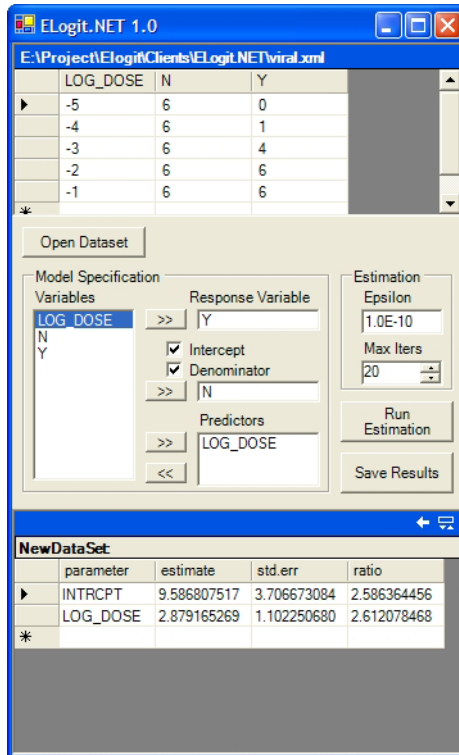 ELogit.NET 1.0
E:\Project\Elogit\Clients\ELogit.NET\viral.xml
LOG_DOSE N Y
-5 6 0
-4 6 1
-3 6 4
-2 6 6
-1 6 6
Open Dataset
Model Specification
Variables
LOG_DOSE
N
Y
Response Variable
>> Y
Intercept
Denominator
>> N
Predictors
>> LOG_DOSE
<<
Estimation
Epsilon
1.0E-10
Max Iters
20
Run
Estimation
Save Results
NewDataSet:
parameter estimate std.err ratio
INTRCPT 9.586807517 3.706673084 2.586364456
LOG_DOSE 2.879165269 1.102250680 2.612078468